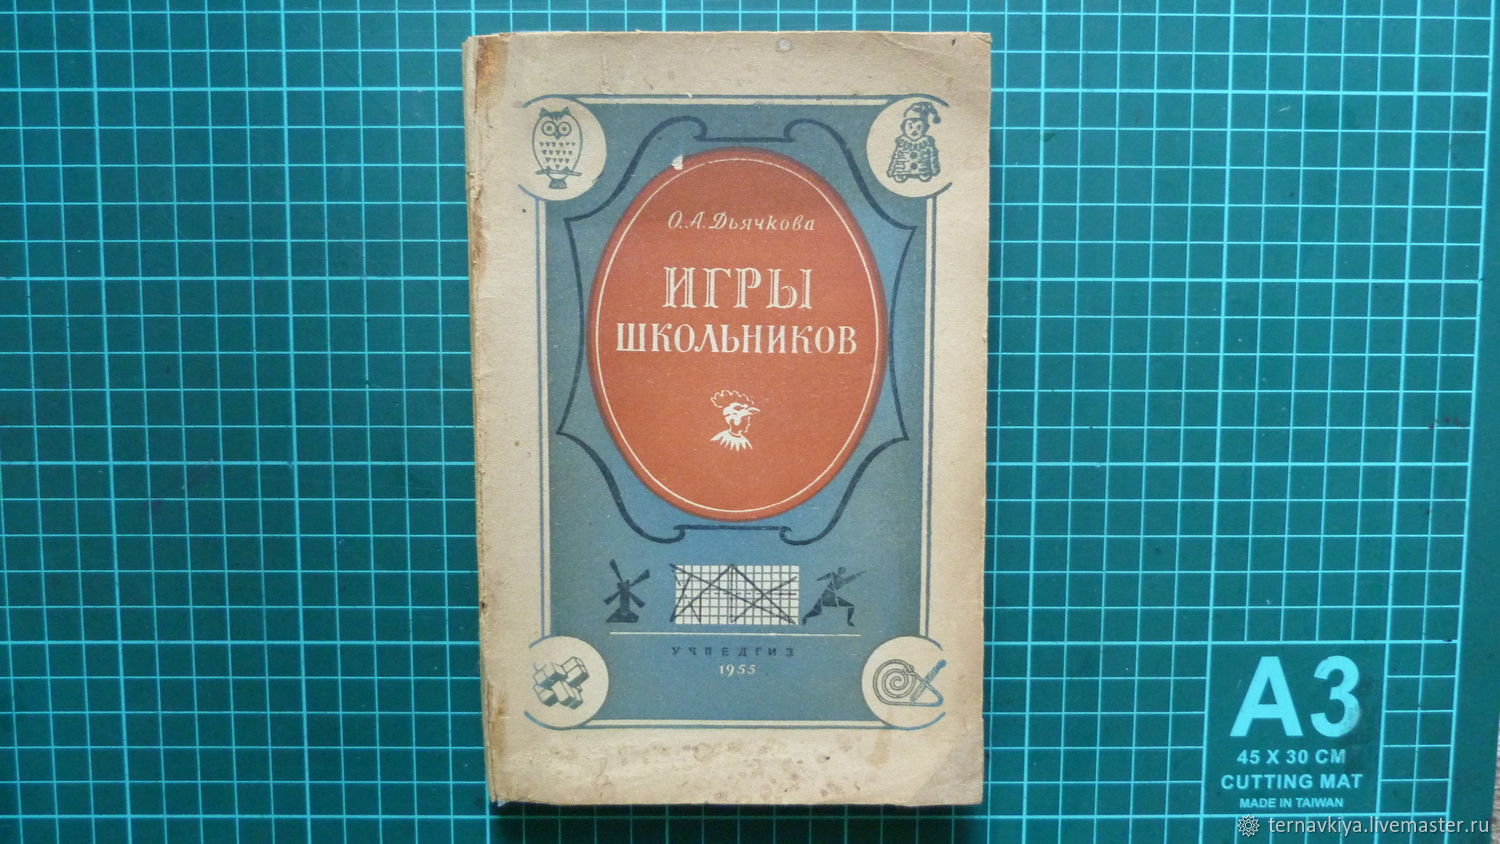 О. А. Дьячкова
ИГРЫ
ШКОЛЬНИКОВ
УЧПЕДГИЗ
1955
A3
45 X 30 CM
CUTTING MAT
MADE IN TAIWAN
ternavkiya.livemaster.ru